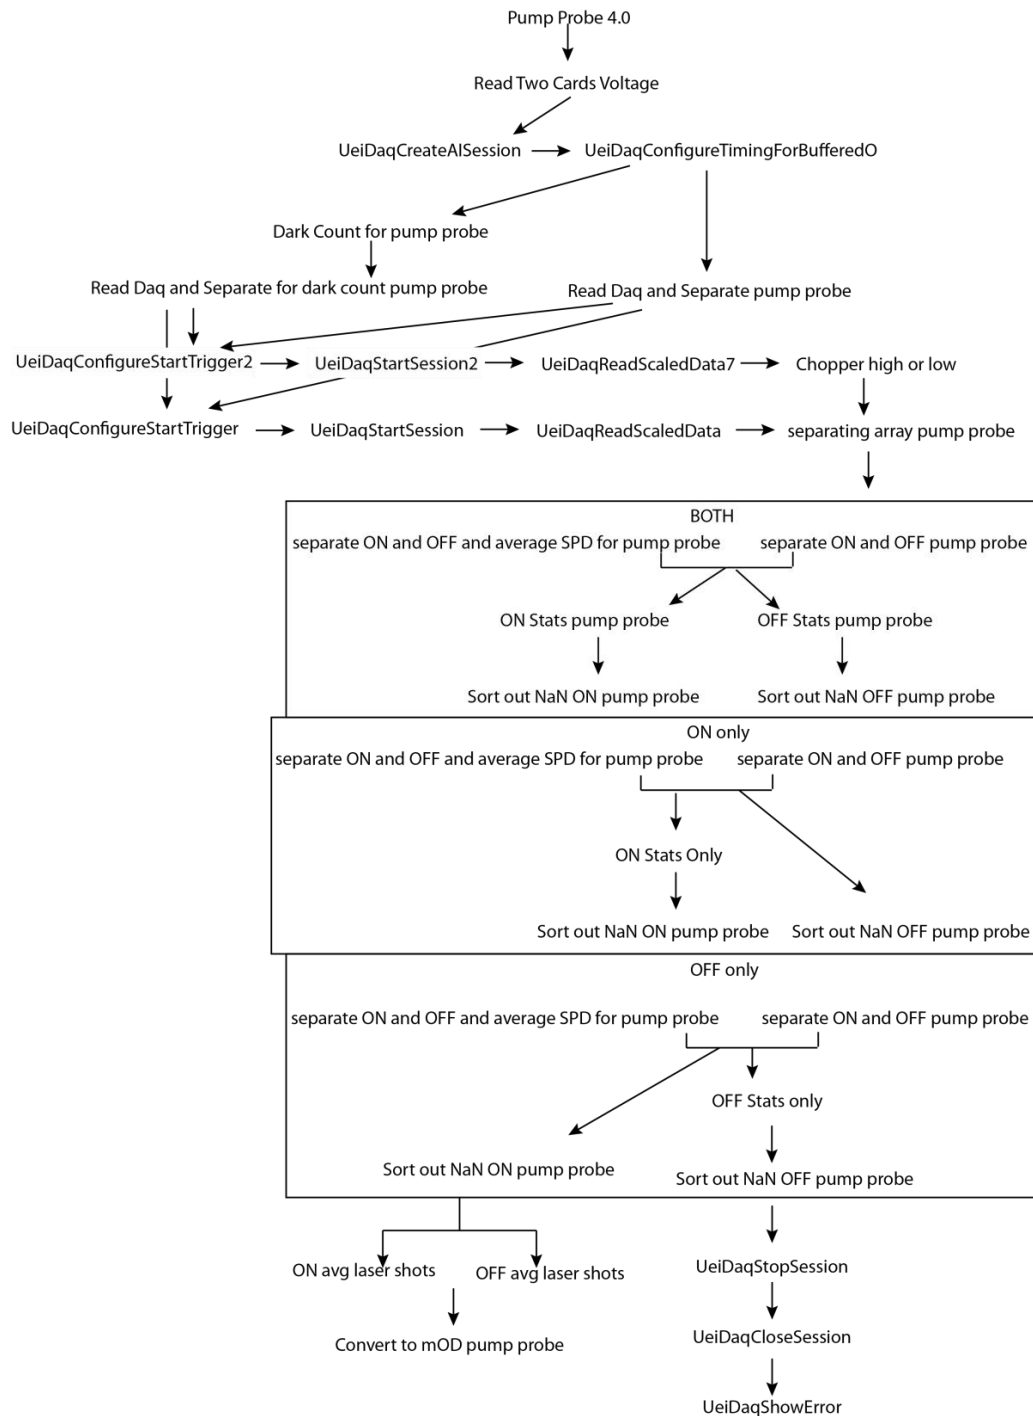 Pump Probe 4.0
Read Two Cards Voltage
UeiDaqCreateAISession
UeiDaqConfigureTimingForBufferedO
Dark Count for pump probe
Read Daq and Separate for dark count pump probe
Read Daq and Separate pump probe
UeiDaqConfigureStartTrigger2
UeiDaqStartSession2
UeiDaqReadScaledData7
Chopper high or low
UeiDaqConfigureStartTrigger
UeiDaqStartSession
UeiDaqReadScaledData
separating array pump probe
BOTH
separate ON and OFF and average SPD for pump probe
separate ON and OFF pump probe
ON Stats pump probe
OFF Stats pump probe
Sort out NaN ON pump probe
Sort out NaN OFF pump probe
ON only
separate ON and OFF and average SPD for pump probe
separate ON and OFF pump probe
ON Stats Only
Sort out NaN ON pump probe
Sort out NaN OFF pump probe
OFF only
separate ON and OFF and average SPD for pump probe
separate ON and OFF pump probe
OFF Stats only
Sort out NaN ON pump probe
Sort out NaN OFF pump probe
ON avg laser shots
OFF avg laser shots
UeiDaqStopSession
Convert to mOD pump probe
UeiDaqCloseSession
UeiDaqShowError